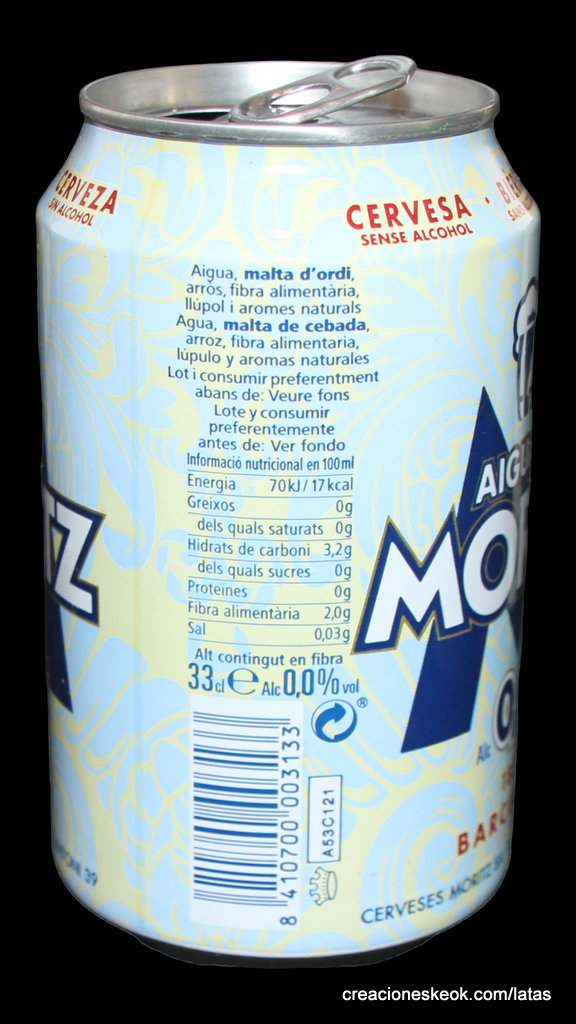 CERVEZA
SIN ALCOHOL
CERVESA ·
SENSE ALCOHOL
Aigua, malta d'ordi,
arròs, fibra alimentària,
llúpol i aromes naturals
Agua, malta de cebada,
arroz, fibra alimentaria,
lúpulo y aromas naturales
Lot i consumir preferentment
abans de: Veure fons
Lote y consumir
preferentemente
antes de: Ver fondo
Informació nutricional en 100ml
Energia 70kJ/17kcal
Greixos 0g
dels quals saturats 0g
Hidrats de carboni 3,2g
dels quals sucres 0g
Proteïnes 0g
Fibra alimentària 2,0g
Sal 0,03g
Alt contingut en fibra
33cl e Alc 0,0% vol
®
8 410700 003133
A53C121
TZ
AIGU
MO
0
Alc
18
BARC
CERVESES MORITZ
39
creacioneskeok.com/latas